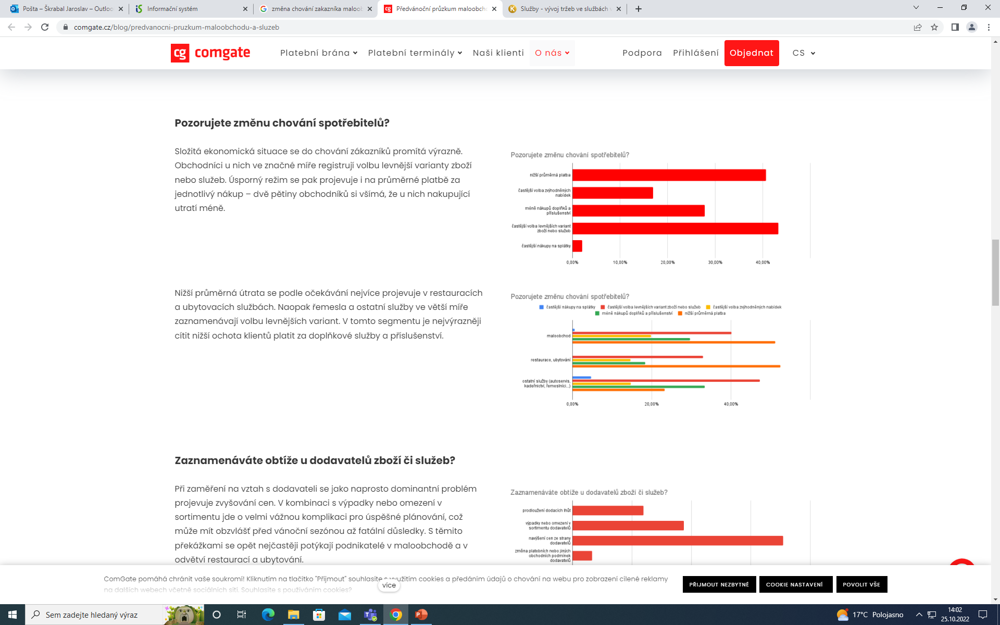 Pošta – Škrabal Jaroslav – Outlo
Informační systém
změna chování zakazníka maloob
Předvánoční průzkum maloobcho
Služby - vývoj tržeb ve službách
comgate.cz/blog/predvanocni-pruzkum-maloobchodu-a-sluzeb
cg comgate
Platební brána
Platební terminály
Naši klienti
O nás
Podpora
Přihlášení
Objednat
CS
Pozorujete změnu chování spotřebitelů?
Složitá ekonomická situace se do chování zákazníků promítá výrazně.
Obchodníci u nich ve značné míře registrují volbu levnější varianty zboží
nebo služeb. Úsporný režim se pak projevuje i na průměrné platbě za
jednotlivý nákup – dvě pětiny obchodníků si všímá, že u nich nakupující
utratí méně.
Pozorujete změnu chování spotřebitelů?
nižší průměrná platba
častější volba zvýhodněných
nabídek
méně nákupů doplňků a
příslušenství
častější volba levnějších variant
zboží nebo služeb
častější nákupy na splátky
0,00%
10,00%
20,00%
30,00%
40,00%
Nižší průměrná útrata se podle očekávání nejvíce projevuje v restauracích
a ubytovacích službách. Naopak řemesla a ostatní služby ve větší míře
zaznamenávají volbu levnějších variant. V tomto segmentu je nejvýrazněji
cítit nižší ochota klientů platit za doplňkové služby a příslušenství.
Pozorujete změnu chování spotřebitelů?
častější nákupy na splátky
častější volba levnějších variant zboží nebo služeb
častější volba zvýhodněných nabídek
méně nákupů doplňků a příslušenství
nižší průměrná platba
maloobchod
restaurace, ubytování
ostatní služby (autoservis,
kadeřnictví, řemeslníci...)
0,00%
20,00%
40,00%
Zaznamenáváte obtíže u dodavatelů zboží či služeb?
Při zaměření na vztah s dodavateli se jako naprosto dominantní problém
projevuje zvyšování cen. V kombinaci s výpadky nebo omezení v
sortimentu jde o velmi vážnou komplikaci pro úspěšné plánování, což
může mít obzvlášť před vánoční sezónou až fatální důsledky. S těmito
překážkami se opět nejčastěji potýkají podnikatelé v maloobchodě a v
odvětví restaurací a ubytování.
Zaznamenáváte obtíže u dodavatelů zboží či služeb?
prodloužení dodacích lhůt
výpadky nebo omezení v
sortimentu dodavatelů
navýšení cen ze strany
dodavatelů
změna platebních nebo jiných
obchodních podmínek
dodavatelů
ComGate pomáhá chránit vaše soukromí! Kliknutím na tlačítko "Přijmout" souhlasíte s využitím cookies a předáním údajů o chování na webu pro zobrazení cílené reklamy
na dalších webech včetně sociálních sítí. Souhlasíte s používáním cookies?
více
PŘIJMOUT NEZBYTNÉ
COOKIE NASTAVENÍ
POVOLIT VŠE
Sem zadejte hledaný výraz
17°C Polojasno
14:02
25.10.2022